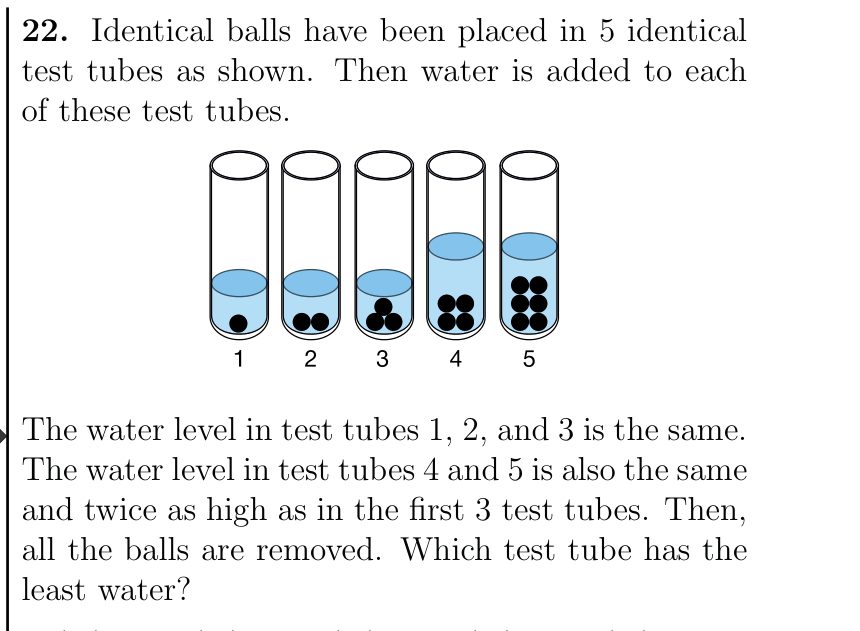 22. Identical balls have been placed in 5 identical
test tubes as shown. Then water is added to each
of these test tubes.
1 2 3 4 5
The water level in test tubes 1, 2, and 3 is the same.
The water level in test tubes 4 and 5 is also the same
and twice as high as in the first 3 test tubes. Then,
all the balls are removed. Which test tube has the
least water?